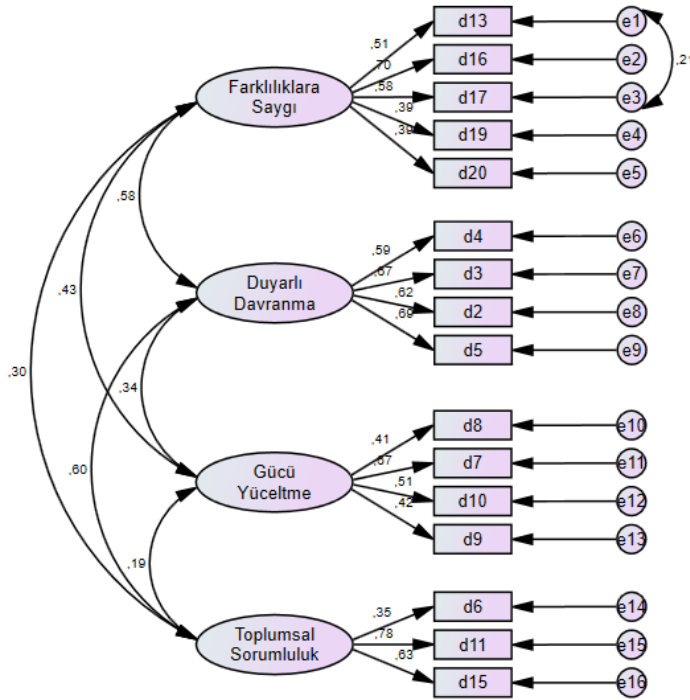 d13
e1
,51
,21
,70
d16
e2
Farklılıklara
Saygı
,58
d17
e3
,39
d19
e4
,39
d20
e5
,58
d4
e6
,59
,67
d3
e7
Duyarlı
Davranma
,62
d2
e8
,69
d5
e9
,43
,30
,34
d8
e10
,41
,67
d7
e11
,60
Gücü
Yüceltme
,51
d10
e12
,42
d9
e13
,19
d6
e14
,35
,78
d11
e15
Toplumsal
Sorumluluk
,63
d15
e16